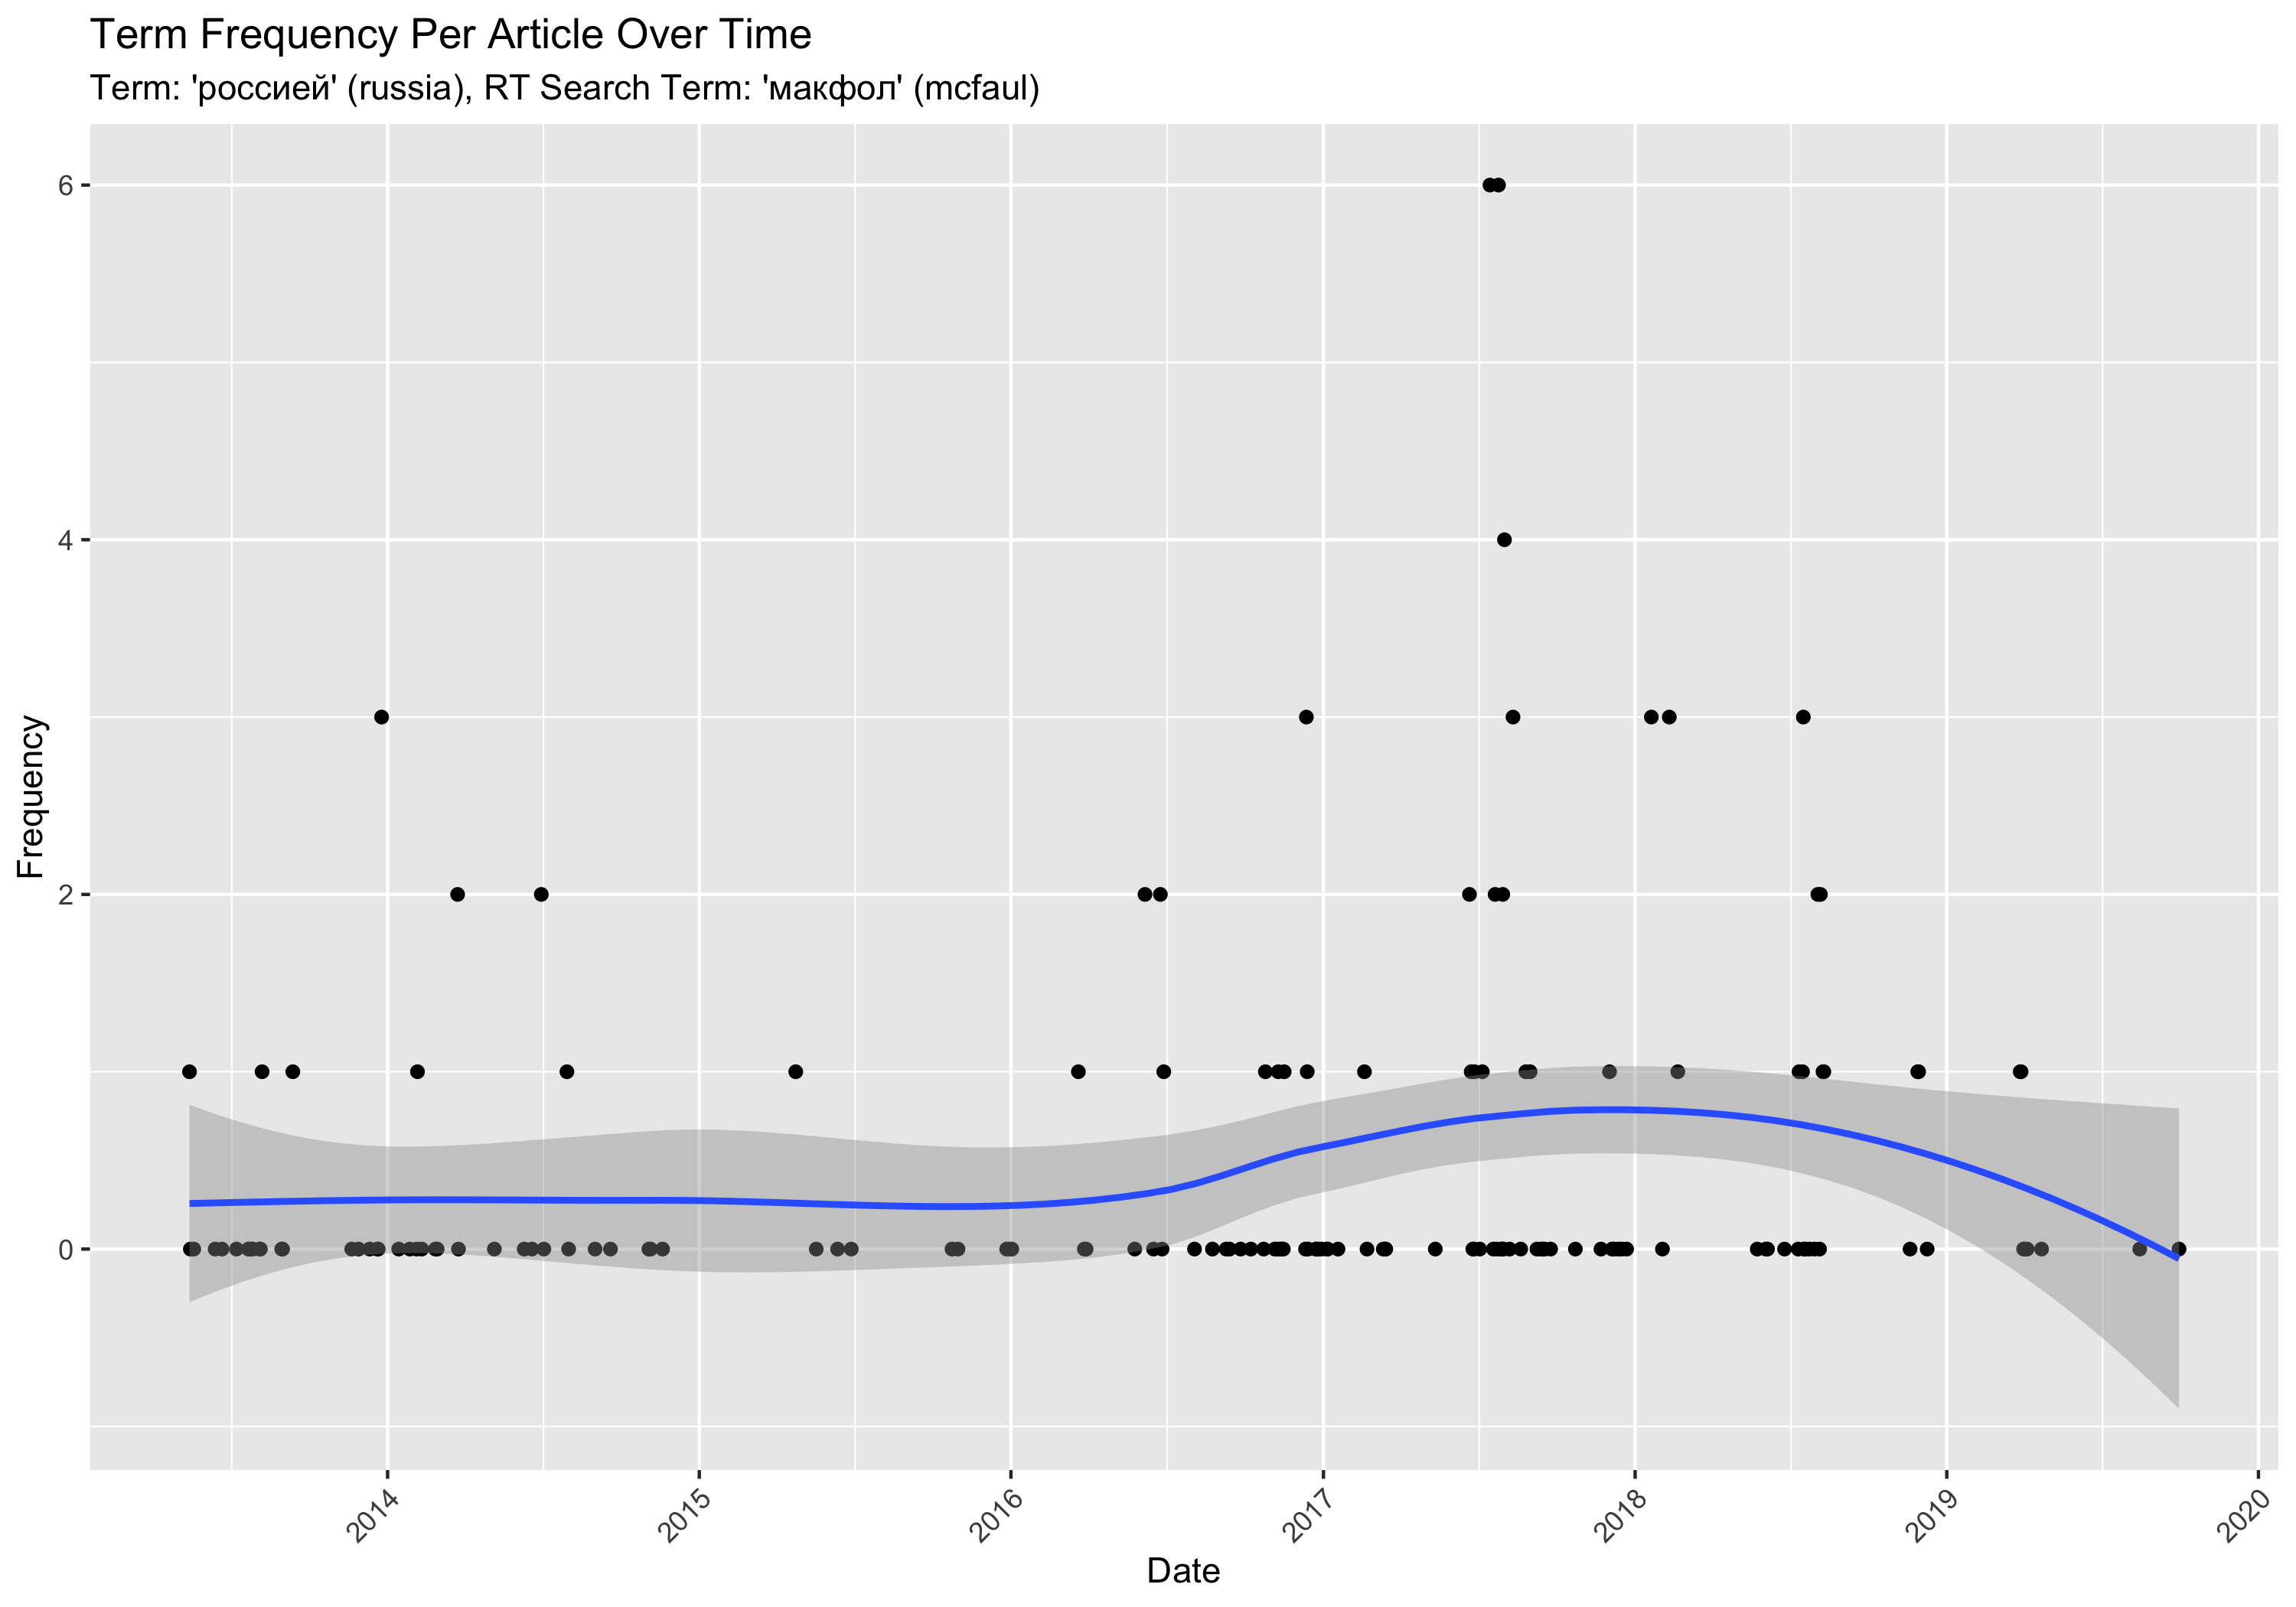 Term Frequency Per Article Over Time
Term: 'россией' (russia), RT Search Term: 'макфол' (mcfaul)
6
4
2
0
Frequency
2014
2015
2016
2017
2018
2019
2020
Date